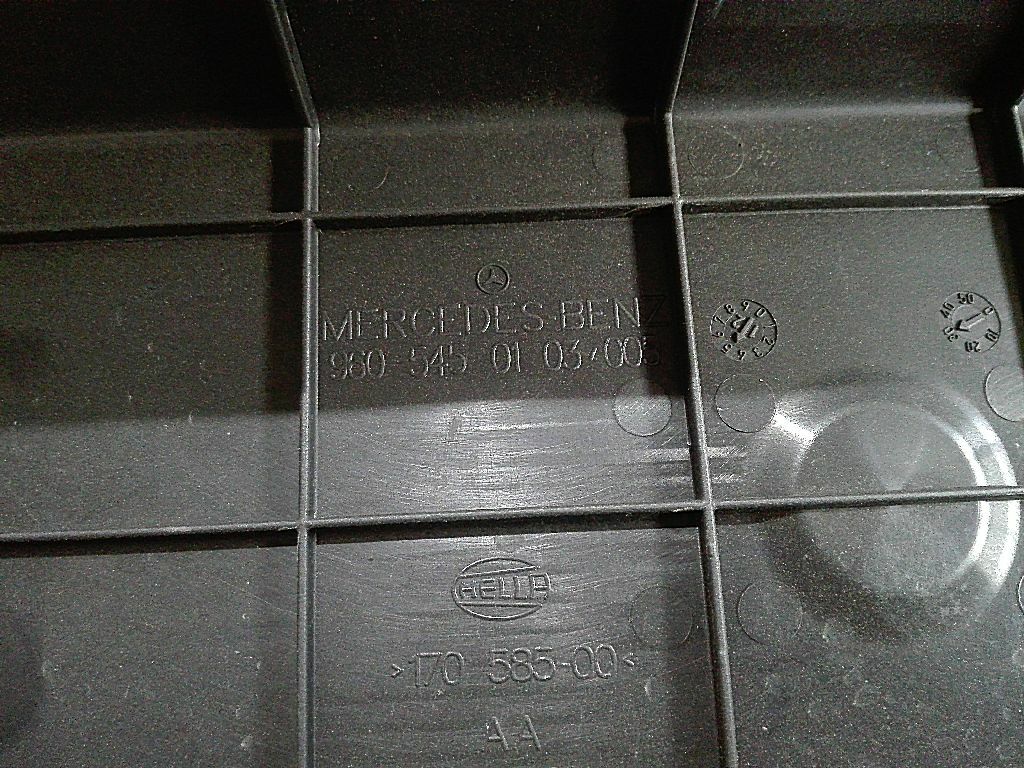 MERCEDES-BENZ
960 545 01 03/005
HELLA
>170 585-00<
AA